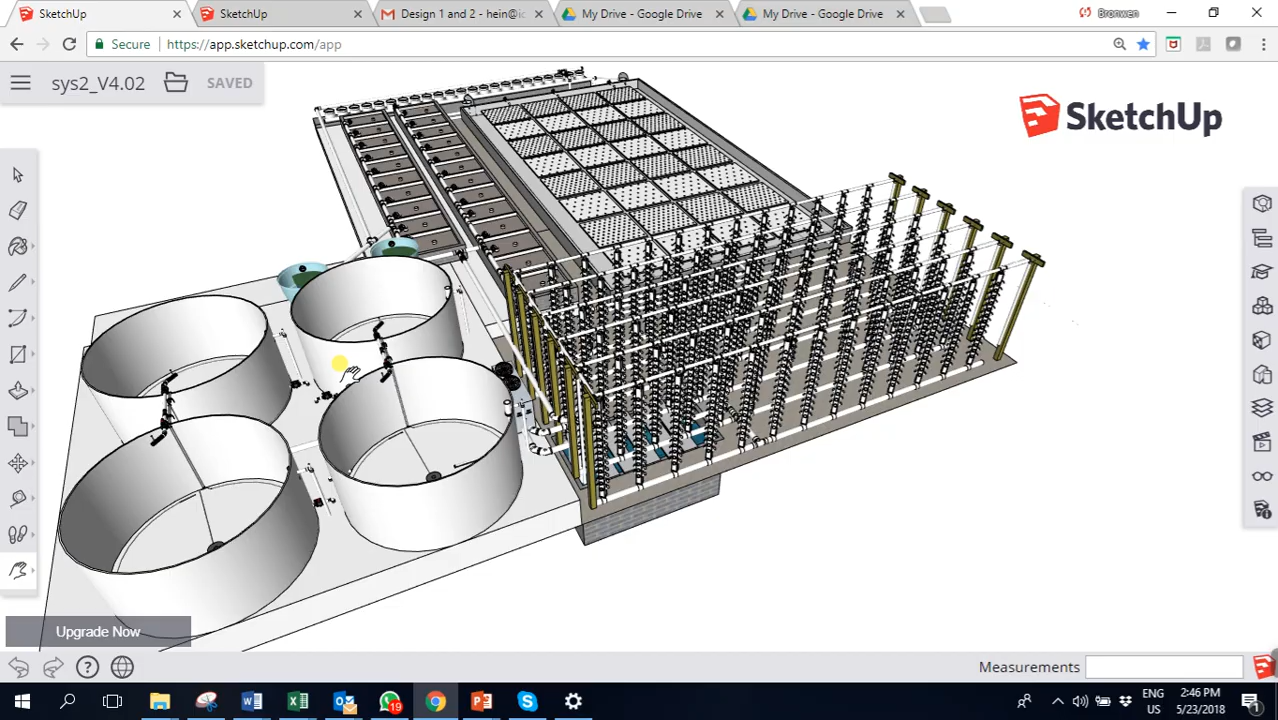 SketchUp
SketchUp
Design 1 and 2 - hein@ic
My Drive - Google Drive
My Drive - Google Drive
Bronwen
Secure
https://app.sketchup.com/app
sys2_V4.02
SAVED
SketchUp
Upgrade Now
Measurements
19
ENG
US
2:46 PM
5/23/2018
1